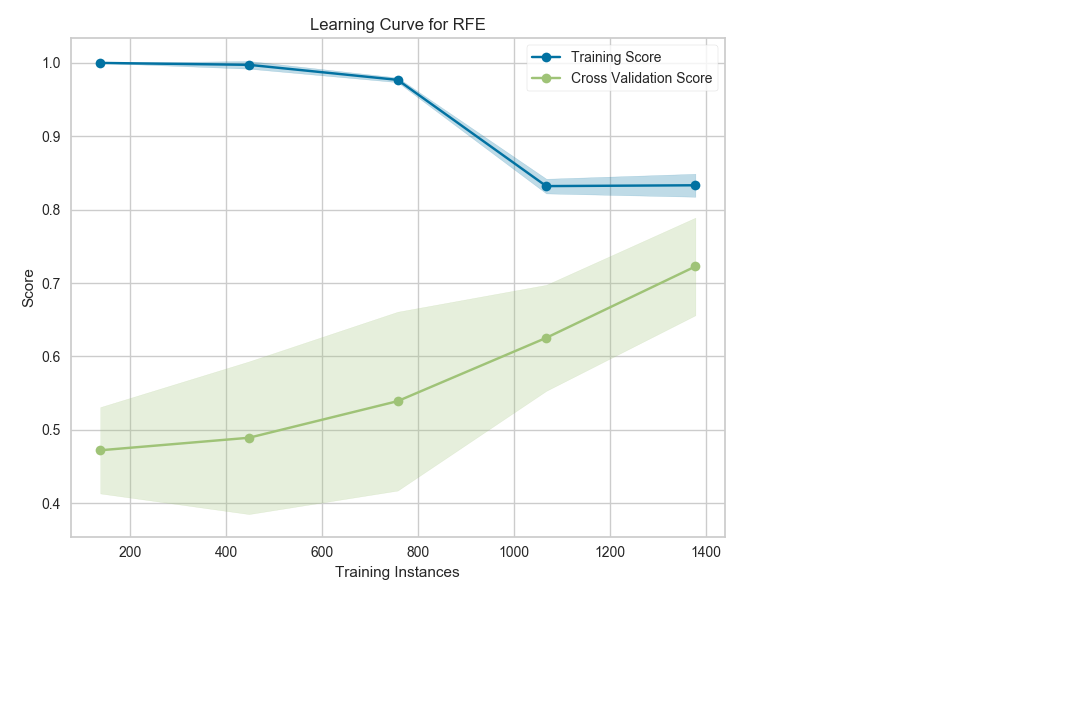 Learning Curve for RFE
Training Score
Cross Validation Score
1.0
0.9
0.8
0.7
0.6
0.5
0.4
Score
200 400 600 800 1000 1200 1400
Training Instances